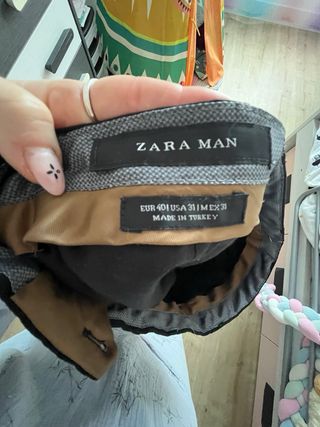 ZARA MAN
EUR 40 | USA 31 | MEX 31
MADE IN TURKEY